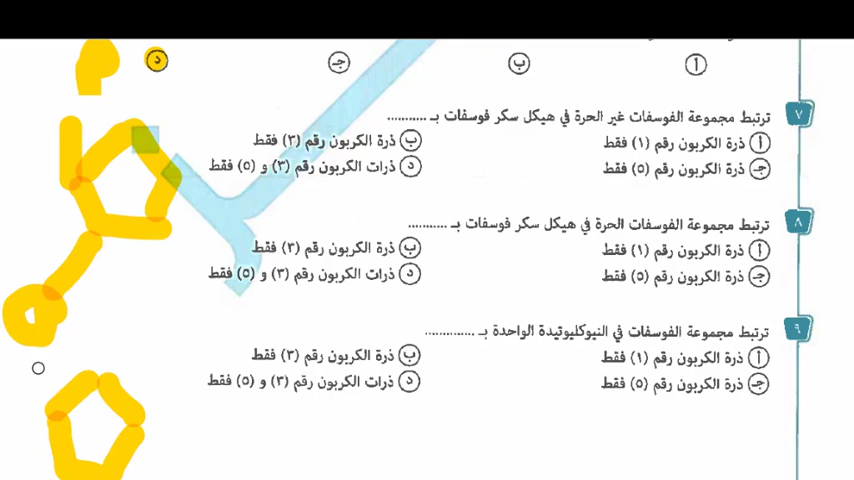 أ ب جـ د
٧ ترتبط مجموعة الفوسفات غير الحرة في هيكل سكر فوسفات بـ ...........
أ ذرة الكربون رقم (١) فقط ب ذرة الكربون رقم (٣) فقط
جـ ذرة الكربون رقم (٥) فقط د ذرات الكربون رقم (٣) و (٥) فقط
٨ ترتبط مجموعة الفوسفات الحرة في هيكل سكر فوسفات بـ ...........
أ ذرة الكربون رقم (١) فقط ب ذرة الكربون رقم (٣) فقط
جـ ذرة الكربون رقم (٥) فقط د ذرات الكربون رقم (٣) و (٥) فقط
٩ ترتبط مجموعة الفوسفات في النيوكليوتيدة الواحدة بـ ..............
أ ذرة الكربون رقم (١) فقط ب ذرة الكربون رقم (٣) فقط
جـ ذرة الكربون رقم (٥) فقط د ذرات الكربون رقم (٣) و (٥) فقط